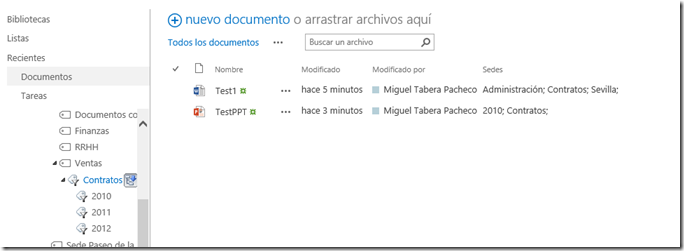 Bibliotecas
Listas
Recientes
Documentos
Tareas
Documentos co
Finanzas
RRHH
Ventas
Contratos
2010
2011
2012
Sede Paseo de la
nuevo documento o arrastrar archivos aquí
Todos los documentos ··· Buscar un archivo
Nombre Modificado Modificado por Sedes
Test1 ··· hace 5 minutos Miguel Tabera Pacheco Administración; Contratos; Sevilla;
TestPPT ··· hace 3 minutos Miguel Tabera Pacheco 2010; Contratos;